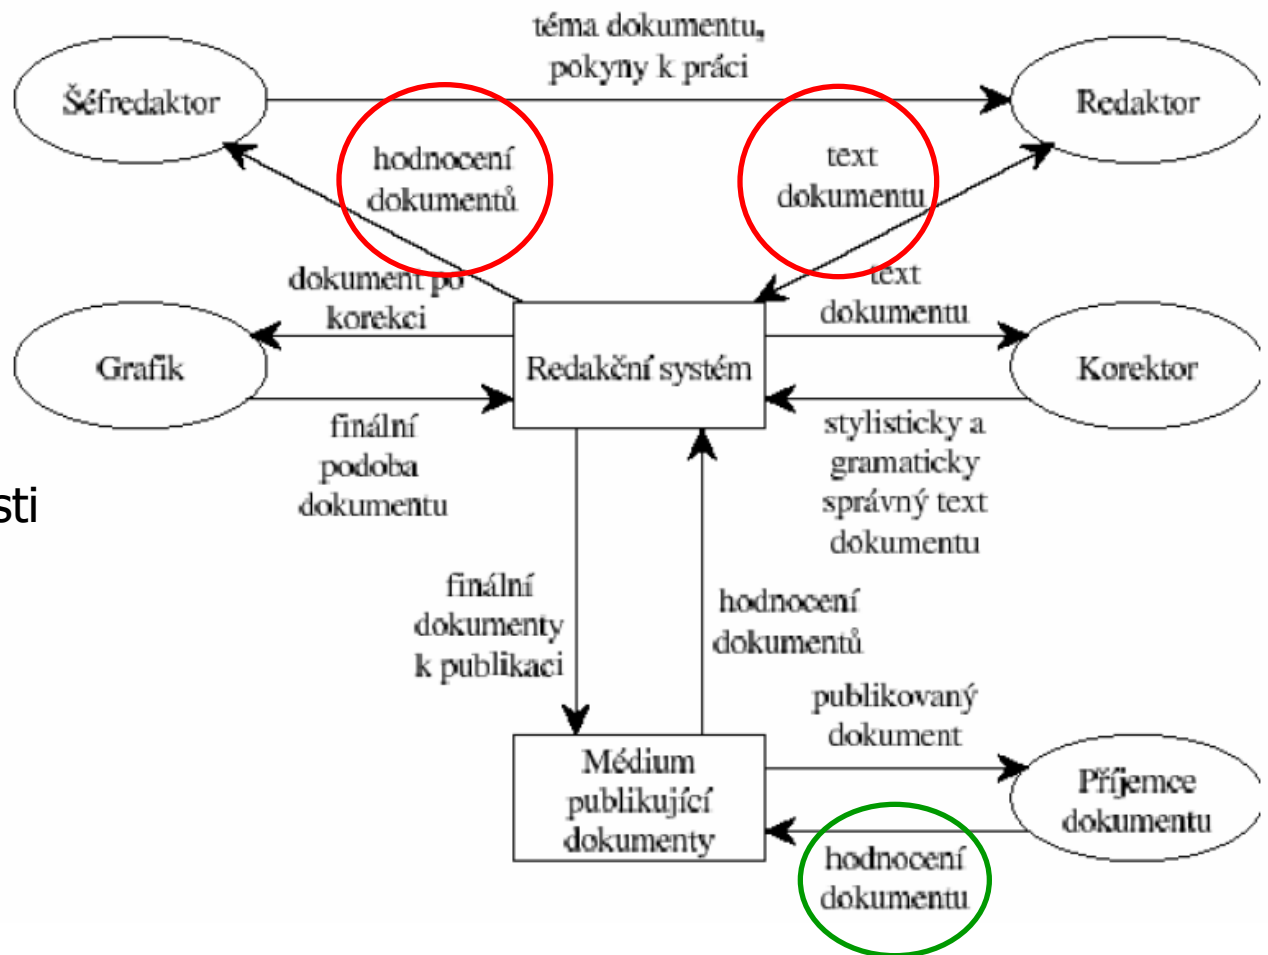 téma dokumentu,
pokyny k práci
Šéfredaktor
Redaktor
hodnocení
dokumentů
text
dokumentu
dokument po
korekci
text
dokumentu
Grafik
Redakční systém
Korektor
finální
podoba
dokumentu
stylisticky a
gramaticky
správný text
dokumentu
sti
finální
dokumenty
k publikaci
hodnocení
dokumentů
publikovaný
dokument
Médium
publikující
dokumenty
Příjemce
dokumentu
hodnocení
dokumentu